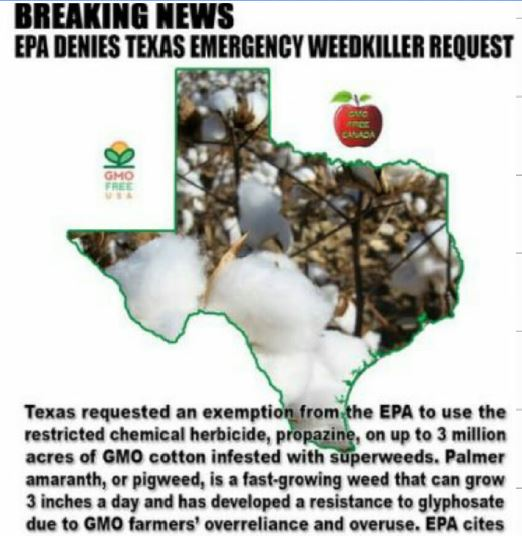 BREAKING NEWS
EPA DENIES TEXAS EMERGENCY WEEDKILLER REQUEST
GMO
FREE
CANADA
GMO
FREE
USA
Texas requested an exemption from the EPA to use the
restricted chemical herbicide, propazine, on up to 3 million
acres of GMO cotton infested with superweeds. Palmer
amaranth, or pigweed, is a fast-growing weed that can grow
3 inches a day and has developed a resistance to glyphosate
due to GMO farmers' overreliance and overuse. EPA cites